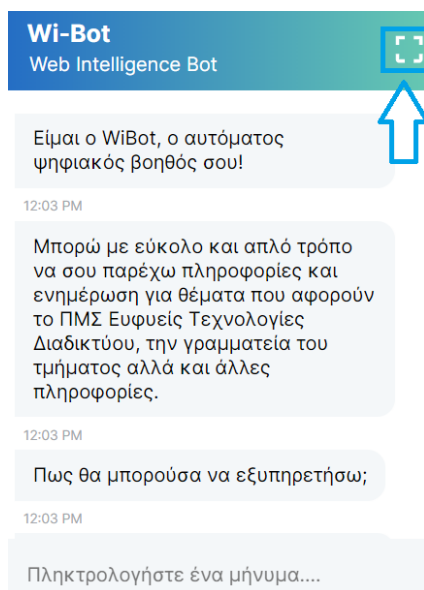 Wi-Bot
Web Intelligence Bot
Είμαι ο WiBot, ο αυτόματος
ψηφιακός βοηθός σου!
12:03 PM
Μπορώ με εύκολο και απλό τρόπο
να σου παρέχω πληροφορίες και
ενημέρωση για θέματα που αφορούν
το ΠΜΣ Ευφυείς Τεχνολογίες
Διαδικτύου, την γραμματεία του
τμήματος αλλά και άλλες
πληροφορίες.
12:03 PM
Πως θα μπορούσα να εξυπηρετήσω;
12:03 PM
Πληκτρολογήστε ένα μήνυμα....